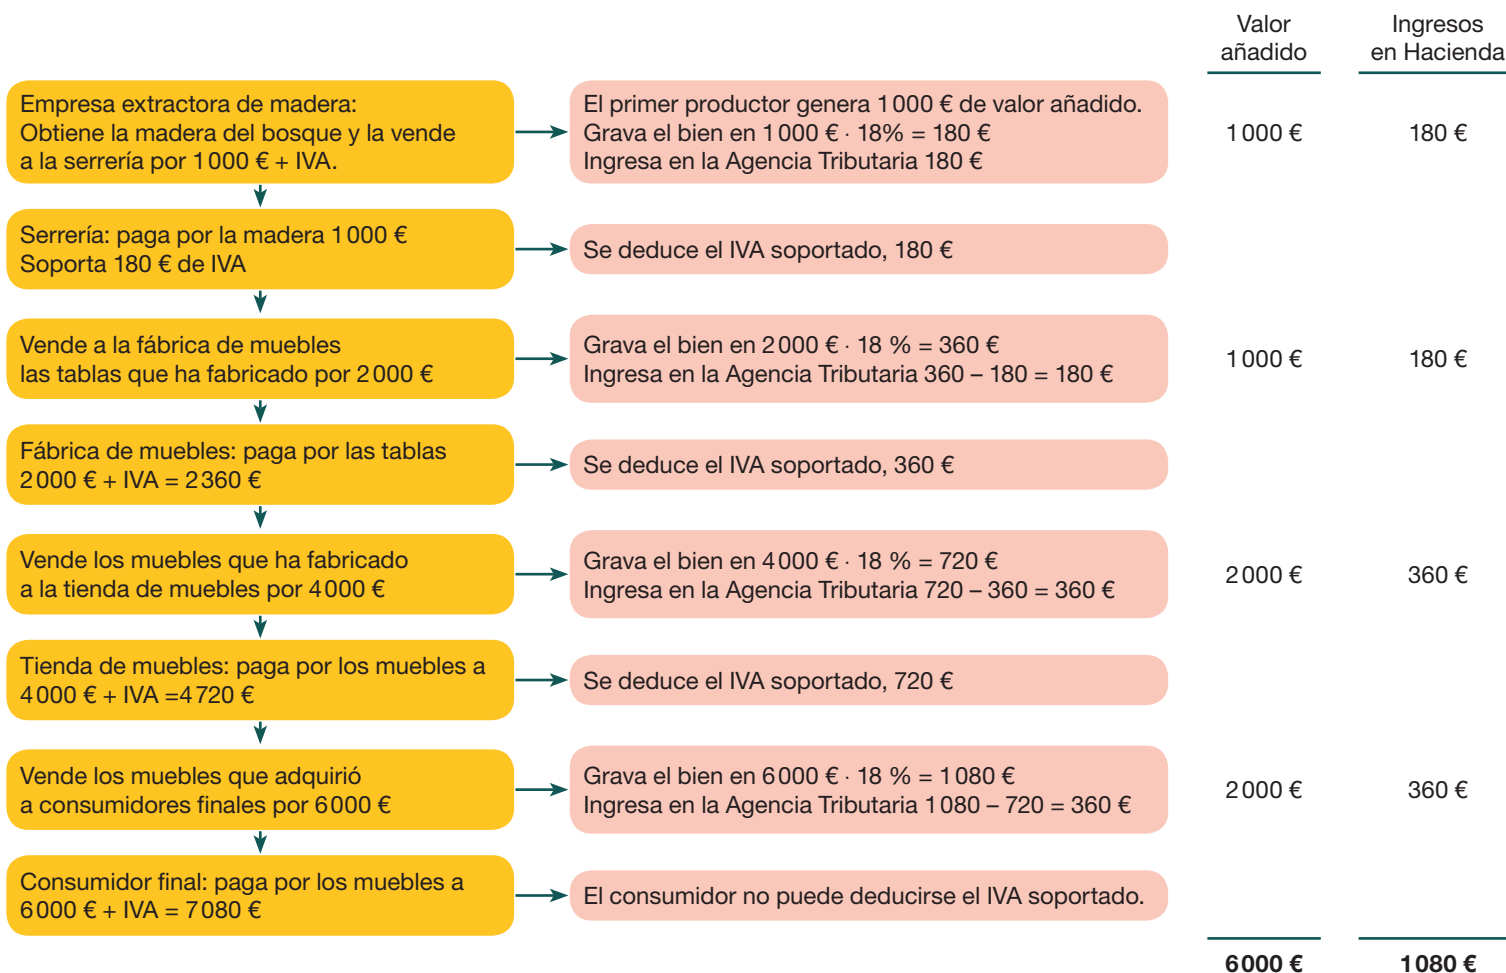 Valor
añadido
Ingresos
en Hacienda
Empresa extractora de madera:
Obtiene la madera del bosque y la vende
a la serrería por 1 000 € + IVA.
El primer productor genera 1 000 € de valor añadido.
Grava el bien en 1 000 € · 18% = 180 €
Ingresa en la Agencia Tributaria 180 €
1 000 €
180 €
Serrería: paga por la madera 1 000 €
Soporta 180 € de IVA
Se deduce el IVA soportado, 180 €
Vende a la fábrica de muebles
las tablas que ha fabricado por 2 000 €
Grava el bien en 2 000 € · 18 % = 360 €
Ingresa en la Agencia Tributaria 360 – 180 = 180 €
1 000 €
180 €
Fábrica de muebles: paga por las tablas
2 000 € + IVA = 2 360 €
Se deduce el IVA soportado, 360 €
Vende los muebles que ha fabricado
a la tienda de muebles por 4 000 €
Grava el bien en 4 000 € · 18 % = 720 €
Ingresa en la Agencia Tributaria 720 – 360 = 360 €
2 000 €
360 €
Tienda de muebles: paga por los muebles a
4 000 € + IVA =4 720 €
Se deduce el IVA soportado, 720 €
Vende los muebles que adquirió
a consumidores finales por 6 000 €
Grava el bien en 6 000 € · 18 % = 1 080 €
Ingresa en la Agencia Tributaria 1 080 – 720 = 360 €
2 000 €
360 €
Consumidor final: paga por los muebles a
6 000 € + IVA = 7 080 €
El consumidor no puede deducirse el IVA soportado.
6 000 €
1 080 €